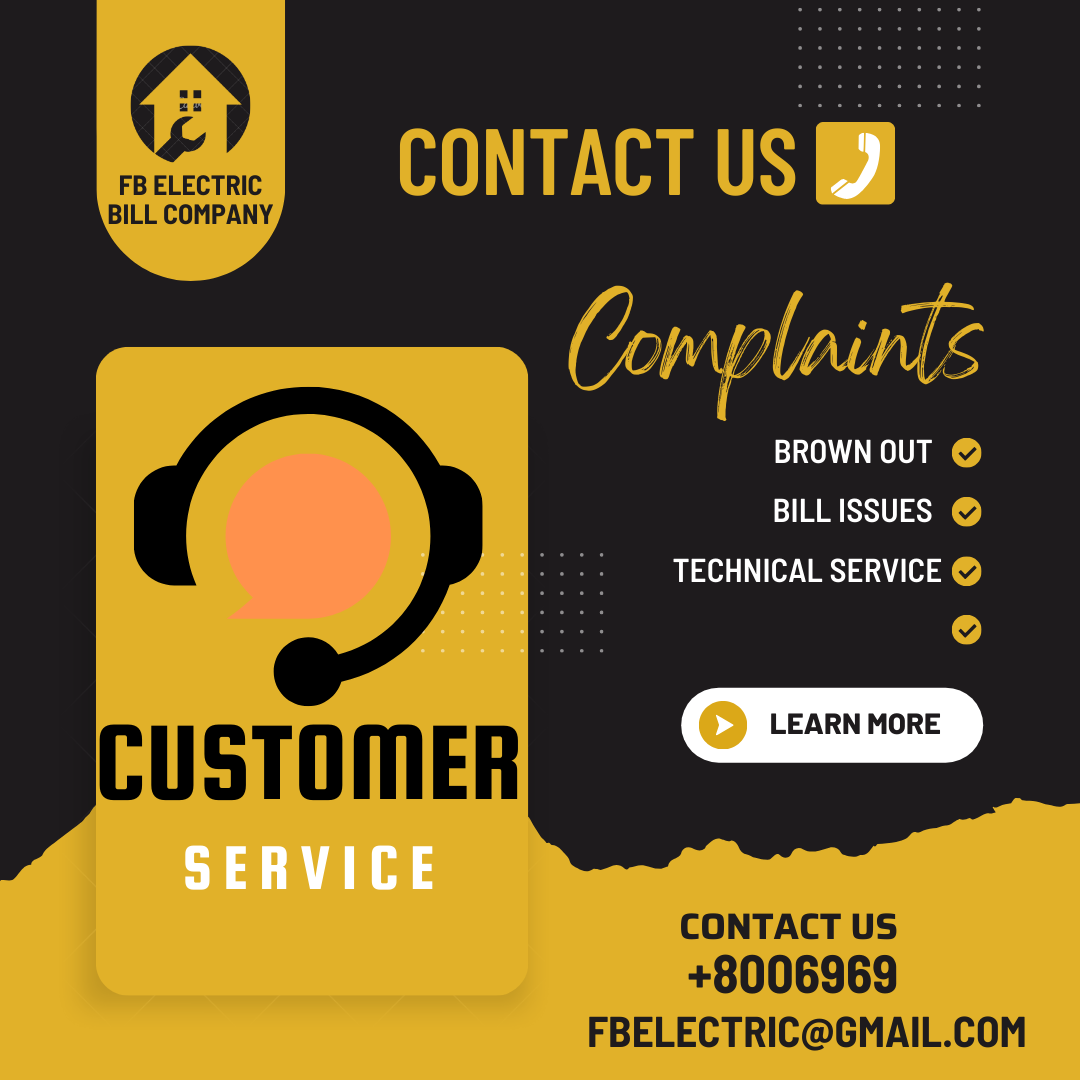 FB ELECTRIC
BILL COMPANY
CONTACT US
Complaints
BROWN OUT
BILL ISSUES
TECHNICAL SERVICE
LEARN MORE
CUSTOMER
SERVICE
CONTACT US
+8006969
FBELECTRIC@GMAIL.COM